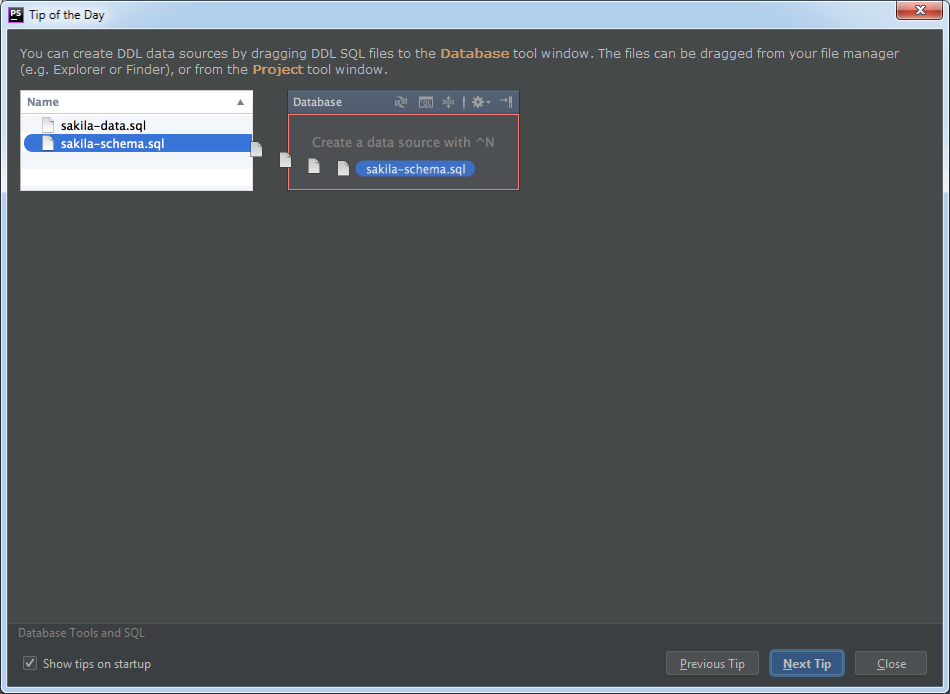 PS
Tip of the Day
You can create DDL data sources by dragging DDL SQL files to the Database tool window. The files can be dragged from your file manager
(e.g. Explorer or Finder), or from the Project tool window.
Name
sakila-data.sql
sakila-schema.sql
Database
SQL
Create a data source with ^N
sakila-schema.sql
Database Tools and SQL
Show tips on startup
Previous Tip
Next Tip
Close